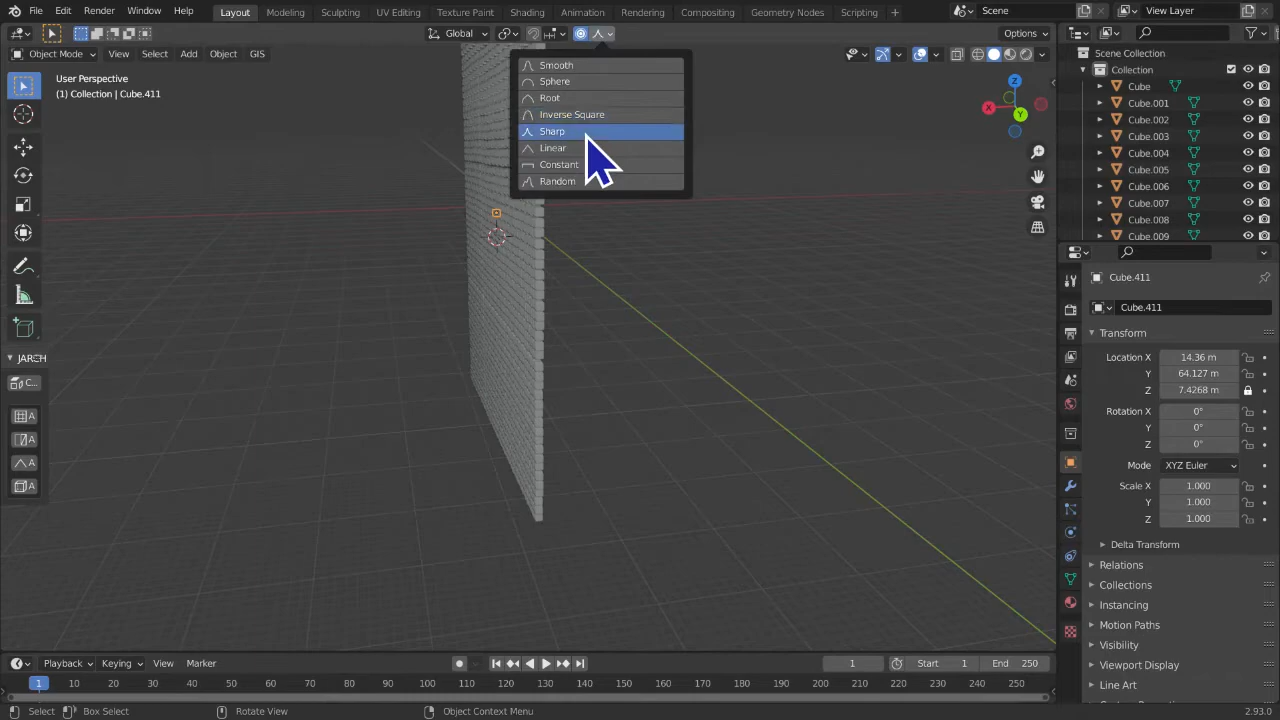 File Edit Render Window Help Layout Modeling Sculpting UV Editing Texture Paint Shading Animation Rendering Compositing Geometry Nodes Scripting + Scene View Layer
Global Options
Object Mode View Select Add Object GIS
User Perspective
(1) Collection | Cube.411
Smooth
Sphere
Root
Inverse Square
Sharp
Linear
Constant
Random
Z
X
Y
JARCH
C...
A
A
A
A
Scene Collection
Collection
Cube
Cube.001
Cube.002
Cube.003
Cube.004
Cube.005
Cube.006
Cube.007
Cube.008
Cube.009
Cube.411
Cube.411
Transform
Location X 14.36 m
Y 64.127 m
Z 7.4268 m
Rotation X 0°
Y 0°
Z 0°
Mode XYZ Euler
Scale X 1.000
Y 1.000
Z 1.000
Delta Transform
Relations
Collections
Instancing
Motion Paths
Visibility
Viewport Display
Line Art
Playback Keying View Marker 1 Start 1 End 250
1 10 20 30 40 50 60 70 80 90 100 110 120 130 140 150 160 170 180 190 200 210 220 230 240 250
Select Box Select Rotate View Object Context Menu 2.93.0